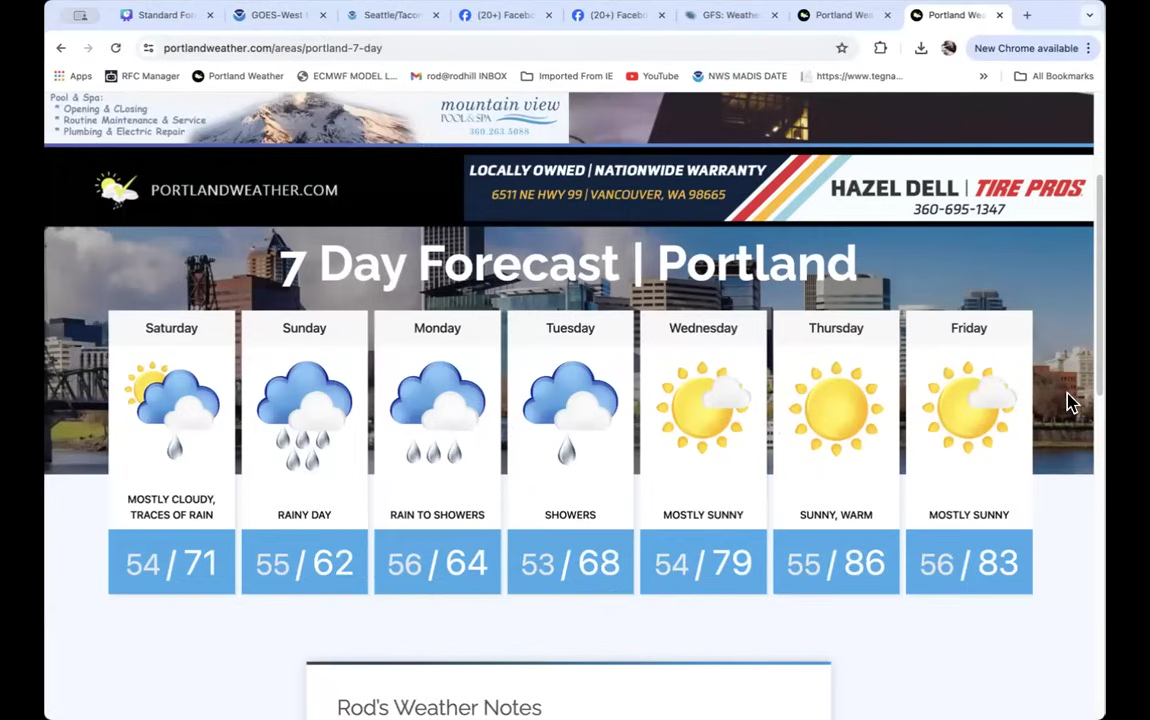 Standard For
GOES-West
Seattle/Tacon
(20+) Facebo
(20+) Facebo
GFS: Weathe
Portland Wea
Portland Wea
portlandweather.com/areas/portland-7-day
New Chrome available
Apps
RFC Manager
Portland Weather
ECMWF MODEL L...
rod@rodhill INBOX
Imported From IE
YouTube
NWS MADIS DATE
https://www.tegna...
»
All Bookmarks
Pool & Spa:
* Opening & Closing
* Routine Maintenance & Service
* Plumbing & Electric Repair
mountain view
POOL & SPA
360.263.5088
PORTLANDWEATHER.COM
LOCALLY OWNED | NATIONWIDE WARRANTY
6511 NE HWY 99 | VANCOUVER, WA 98665
HAZEL DELL | TIRE PROS
360-695-1347
7 Day Forecast | Portland
Saturday Sunday Monday Tuesday Wednesday Thursday Friday
MOSTLY CLOUDY,
TRACES OF RAIN
RAINY DAY
RAIN TO SHOWERS
SHOWERS
MOSTLY SUNNY
SUNNY, WARM
MOSTLY SUNNY
54 / 71 55 / 62 56 / 64 53 / 68 54 / 79 55 / 86 56 / 83
Rod's Weather Notes